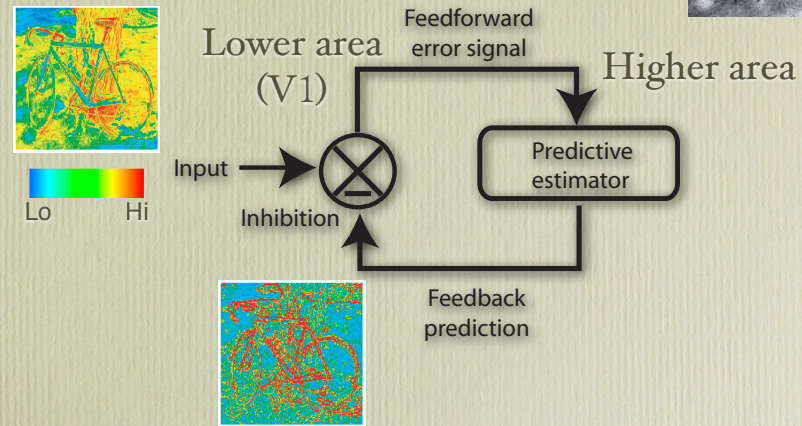 Feedforward
error signal
Lower area
(V1)
Higher area
Input
Predictive
estimator
Lo
Hi
Inhibition
Feedback
prediction